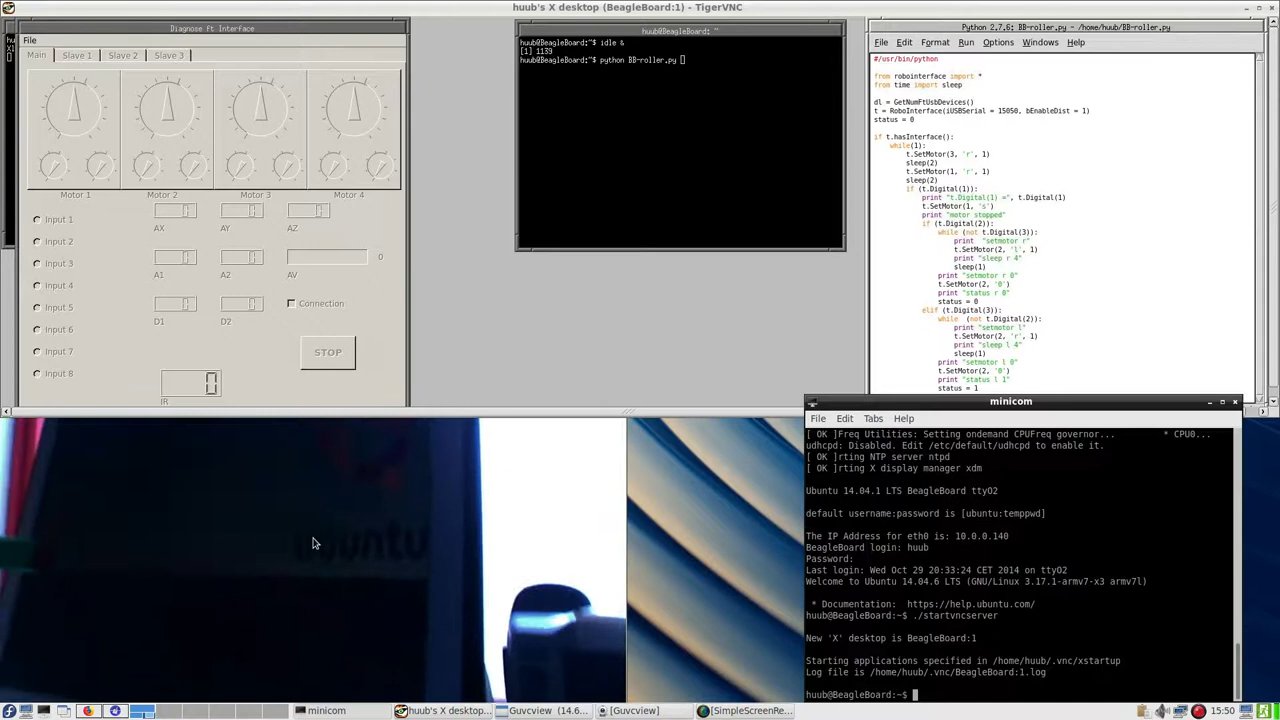 huub's X desktop (BeagleBoard:1) - TigerVNC
Diagnose ft Interface
File
Main Slave 1 Slave 2 Slave 3
Motor 1 Motor 2 Motor 3 Motor 4
Input 1
Input 2
Input 3
Input 4
Input 5
Input 6
Input 7
Input 8
AX AY AZ
A1 A2 AV 0
D1 D2 Connection
STOP
0
IR
huub@BeagleBoard: ~
huub@BeagleBoard:~$ idle &
[1] 1139
huub@BeagleBoard:~$ python BB-roller.py
Python 2.7.6: BB-roller.py - /home/huub/BB-roller.py
File Edit Format Run Options Windows Help
#/usr/bin/python
from robointerface import *
from time import sleep
dl = GetNumFtUsbDevices()
t = RoboInterface(iUSBSerial = 15050, bEnableDist = 1)
status = 0
if t.hasInterface():
while(1):
t.SetMotor(3, 'r', 1)
sleep(2)
t.SetMotor(1, 'r', 1)
sleep(2)
if (t.Digital(1)):
print "t.Digital(1) =", t.Digital(1)
t.SetMotor(1, 's')
print "motor stopped"
if (t.Digital(2)):
while (not t.Digital(3)):
print  "setmotor r"
t.SetMotor(2, 'l', 1)
print "sleep r 4"
sleep(1)
print "setmotor r 0"
t.SetMotor(2, '0')
print "status r 0"
status = 0
elif (t.Digital(3)):
while  (not t.Digital(2)):
print "setmotor l"
t.SetMotor(2, 'r', 1)
print "sleep l 4"
sleep(1)
print "setmotor l 0"
t.SetMotor(2, '0')
print "status l 1"
status = 1
minicom
File Edit Tabs Help
[ OK ]Freq Utilities: Setting ondemand CPUFreq governor... * CPU0...
udhcpd: Disabled. Edit /etc/default/udhcpd to enable it.
[ OK ]rting NTP server ntpd
[ OK ]rting X display manager xdm
Ubuntu 14.04.1 LTS BeagleBoard ttyO2
default username:password is [ubuntu:temppwd]
The IP Address for eth0 is: 10.0.0.140
BeagleBoard login: huub
Password:
Last login: Wed Oct 29 20:33:24 CET 2014 on ttyO2
Welcome to Ubuntu 14.04.6 LTS (GNU/Linux 3.17.1-armv7-x3 armv7l)
* Documentation:  https://help.ubuntu.com/
huub@BeagleBoard:~$ ./startvncserver
New 'X' desktop is BeagleBoard:1
Starting applications specified in /home/huub/.vnc/xstartup
Log file is /home/huub/.vnc/BeagleBoard:1.log
huub@BeagleBoard:~$
minicom huub's X desktop... Guvcview (14.6... [Guvcview] [SimpleScreenRe... 15:50